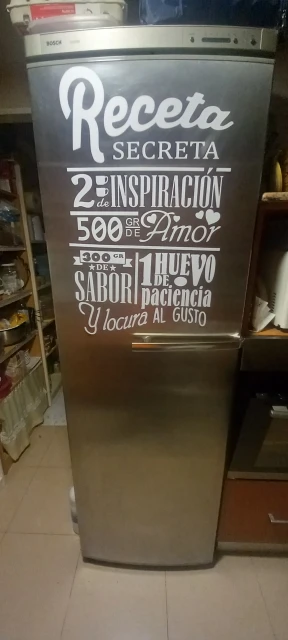 BOSCH
Receta
SECRETA
2 de INSPIRACIÓN
500 GR DE Amor
300 GR DE SABOR
1 HUEVO DE paciencia
Y locura AL GUSTO